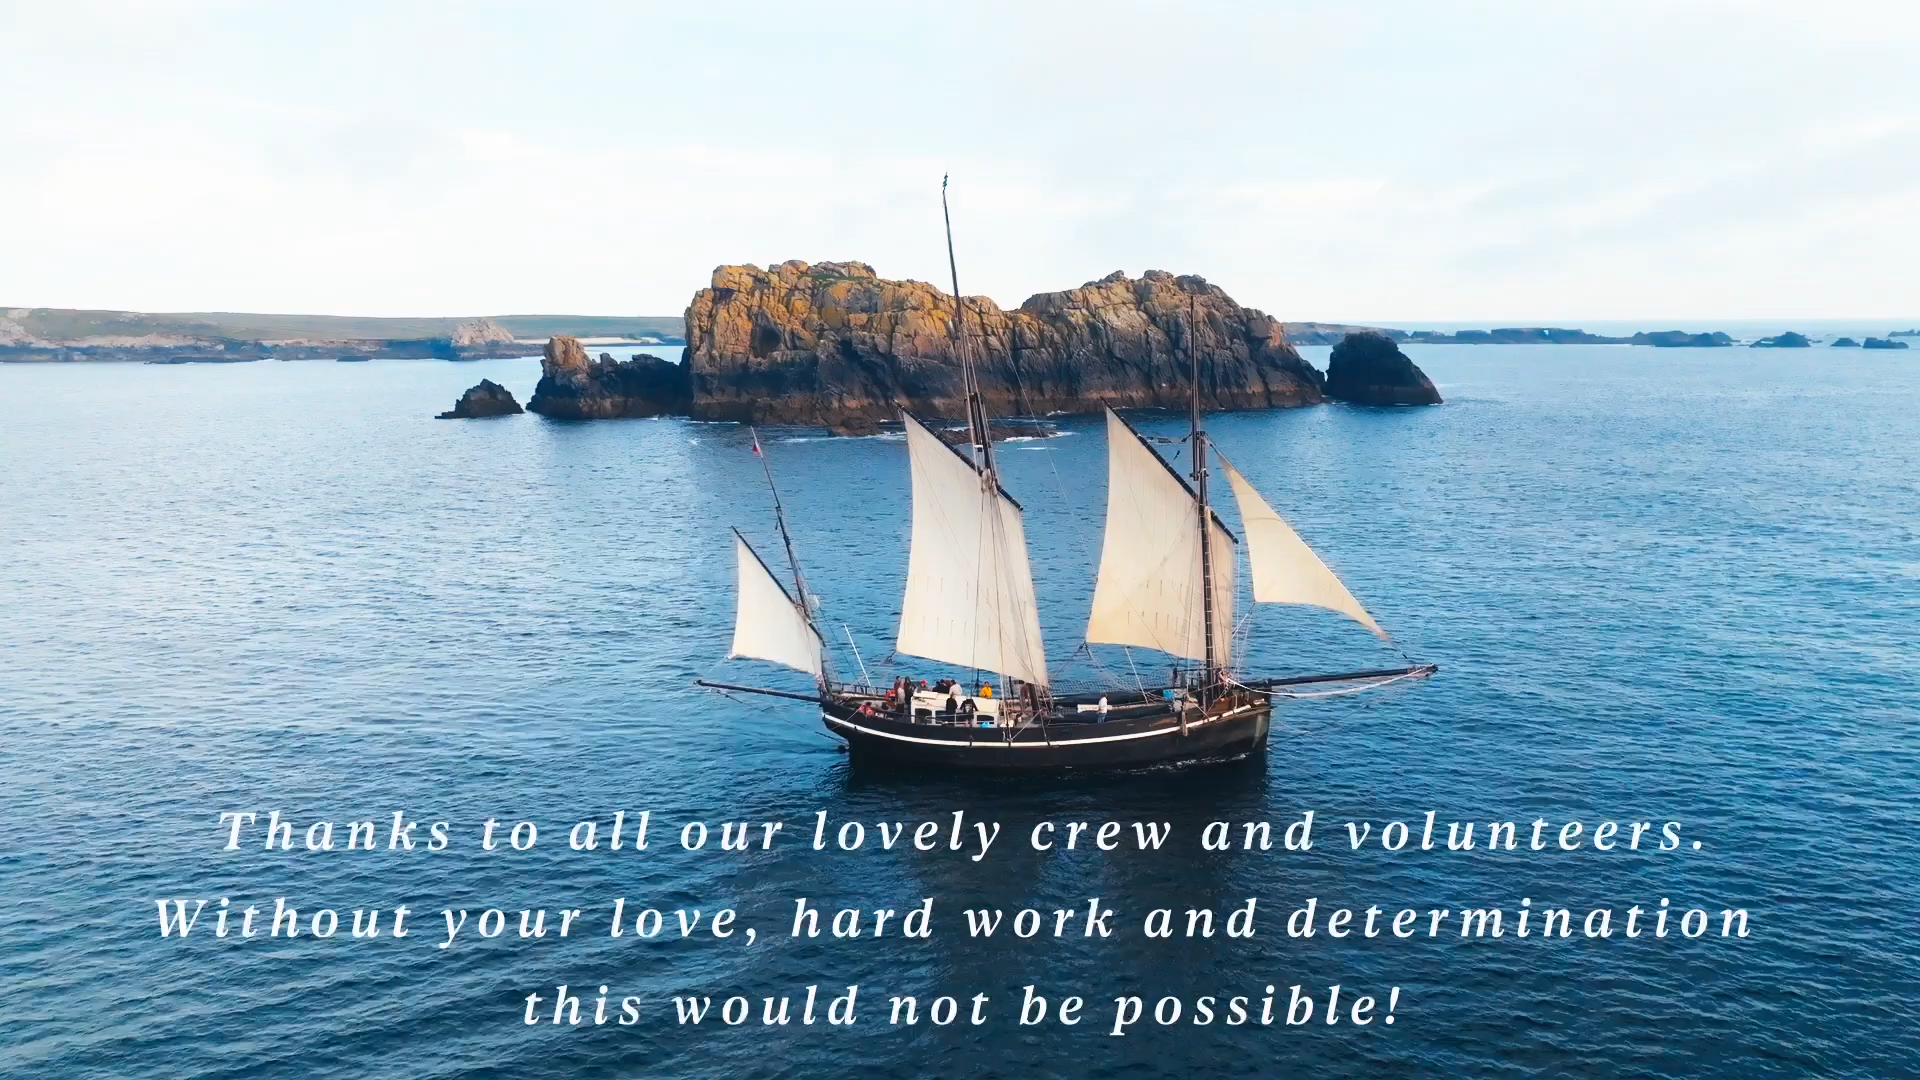 Thanks to all our lovely crew and volunteers.
Without your love, hard work and determination
this would not be possible!